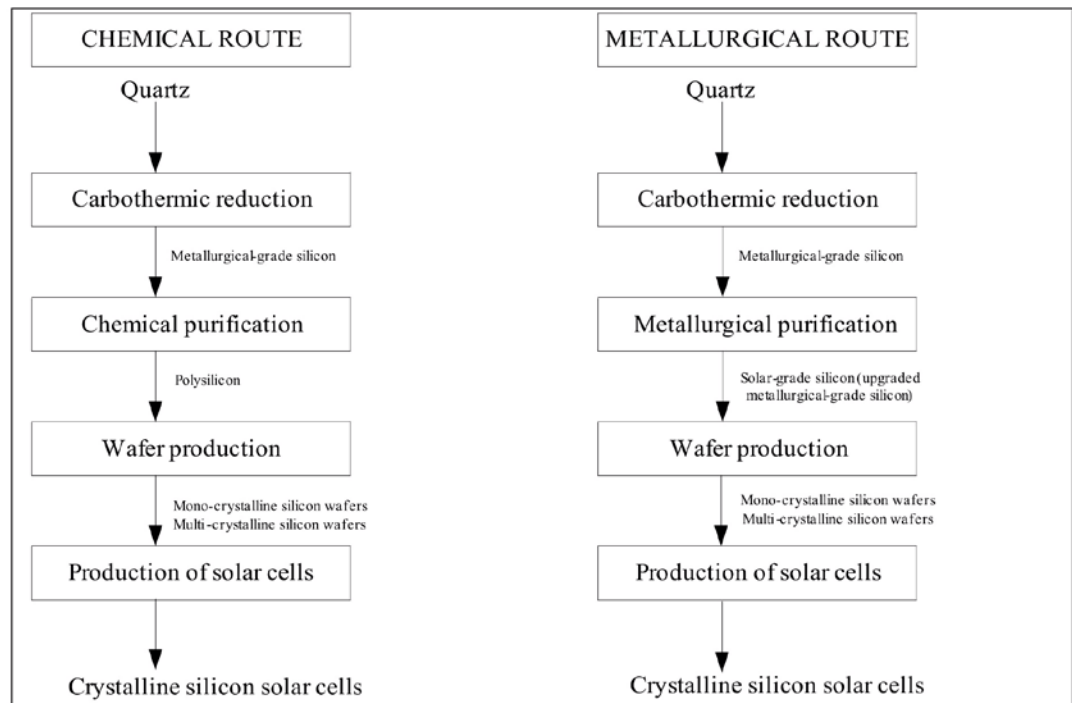 CHEMICAL ROUTE
Quartz
Carbothermic reduction
Metallurgical-grade silicon
Chemical purification
Polysilicon
Wafer production
Mono-crystalline silicon wafers
Multi-crystalline silicon wafers
Production of solar cells
Crystalline silicon solar cells
METALLURGICAL ROUTE
Quartz
Carbothermic reduction
Metallurgical-grade silicon
Metallurgical purification
Solar-grade silicon (upgraded
metallurgical-grade silicon)
Wafer production
Mono-crystalline silicon wafers
Multi-crystalline silicon wafers
Production of solar cells
Crystalline silicon solar cells